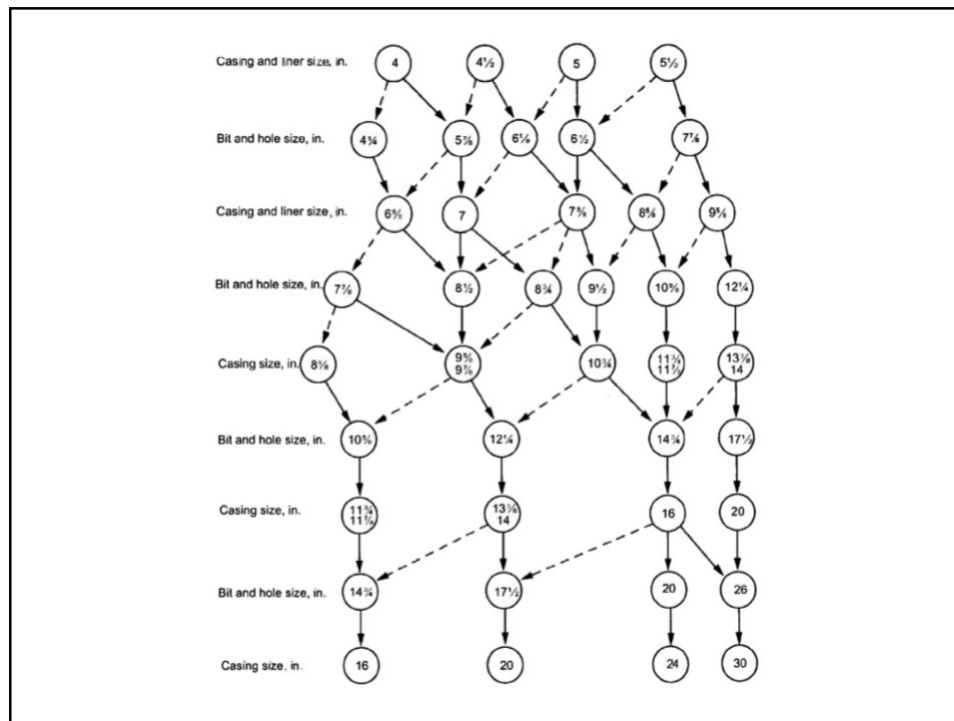 Casing and liner size, in. 4 4½ 5 5½
Bit and hole size, in. 4¾ 5⅞ 6⅛ 6½ 7⅞
Casing and liner size, in. 6⅝ 7 7⅝ 8⅝ 9⅝
Bit and hole size, in. 7⅞ 8½ 8¾ 9½ 10⅝ 12¼
Casing size, in. 8⅝ 9⅝ 10¾ 11¾ 13⅜
9⅞ 11⅞ 14
Bit and hole size, in. 10⅝ 12¼ 14¾ 17½
Casing size, in. 11¾ 13⅜ 16 20
11⅞ 14
Bit and hole size, in. 14¾ 17½ 20 26
Casing size, in. 16 20 24 30